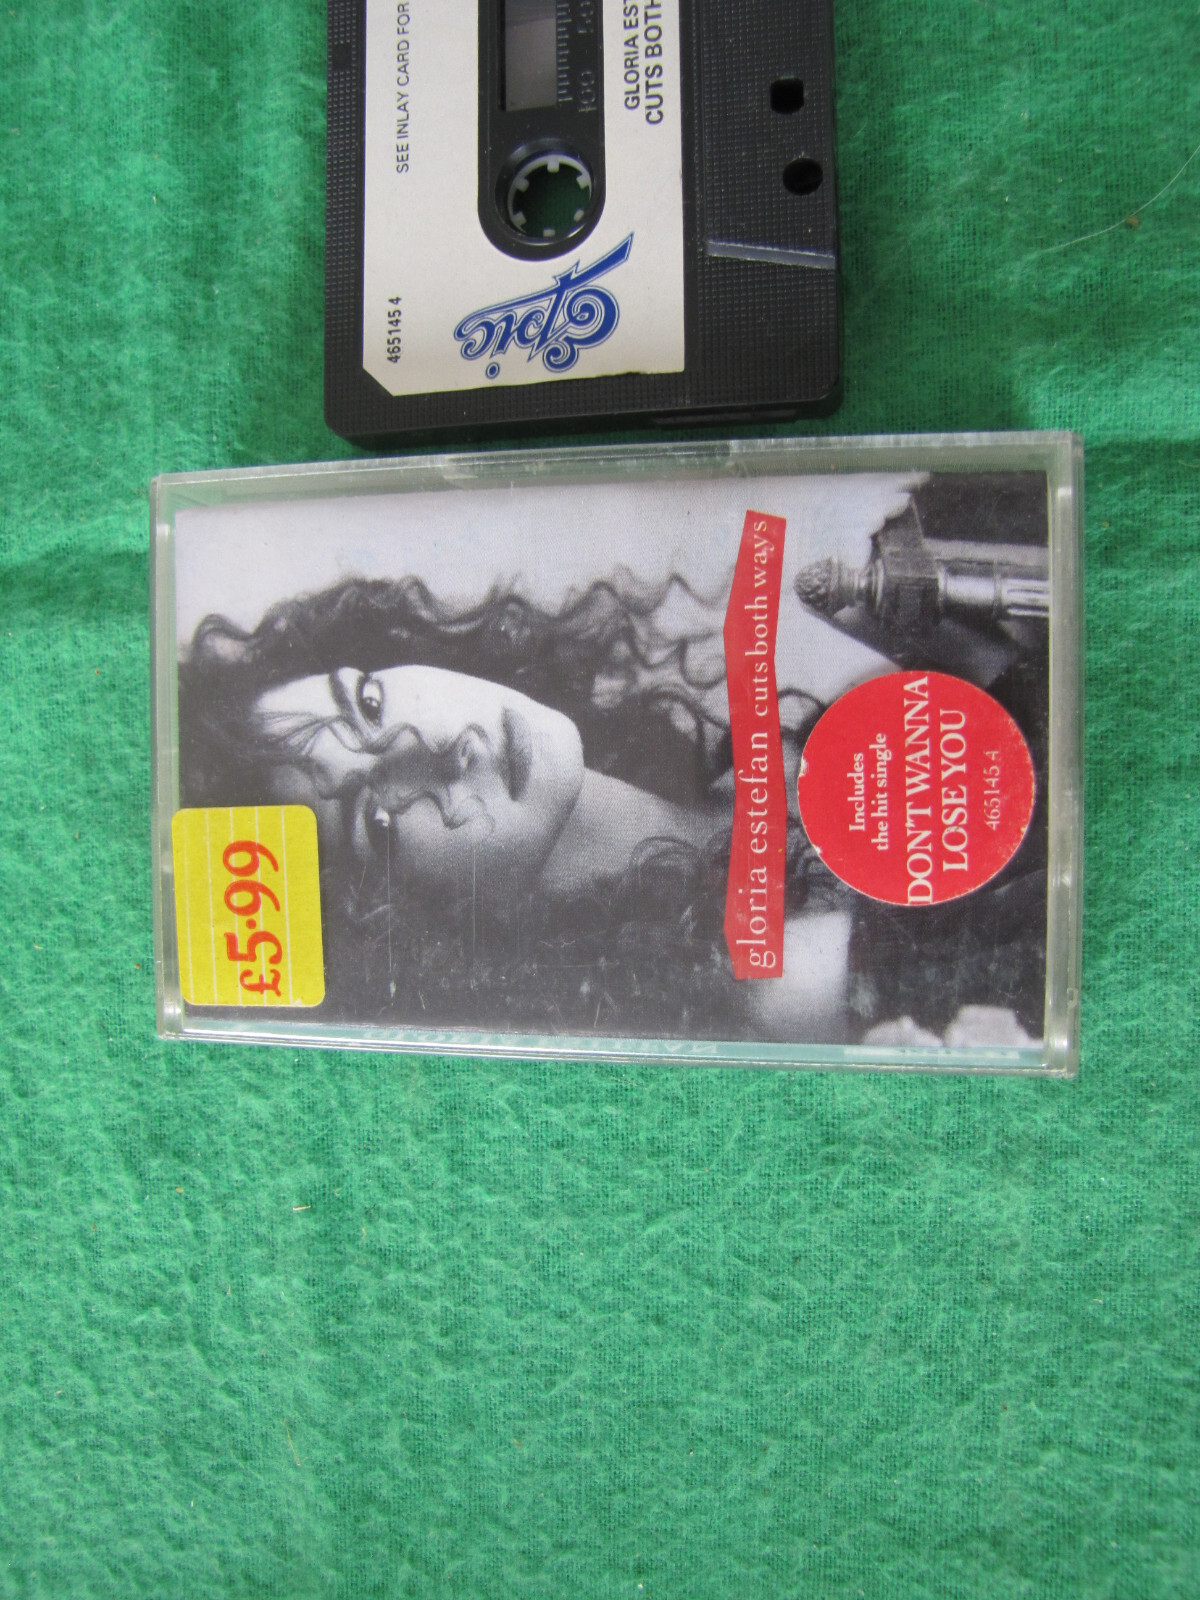 SEE INLAY CARD FOR
GLORIA EST
CUTS BOTH
465145 4
Epic
100
£5.99
gloria estefan cuts both ways
Includes
the hit single
DON'T WANNA
LOSE YOU
465145 4